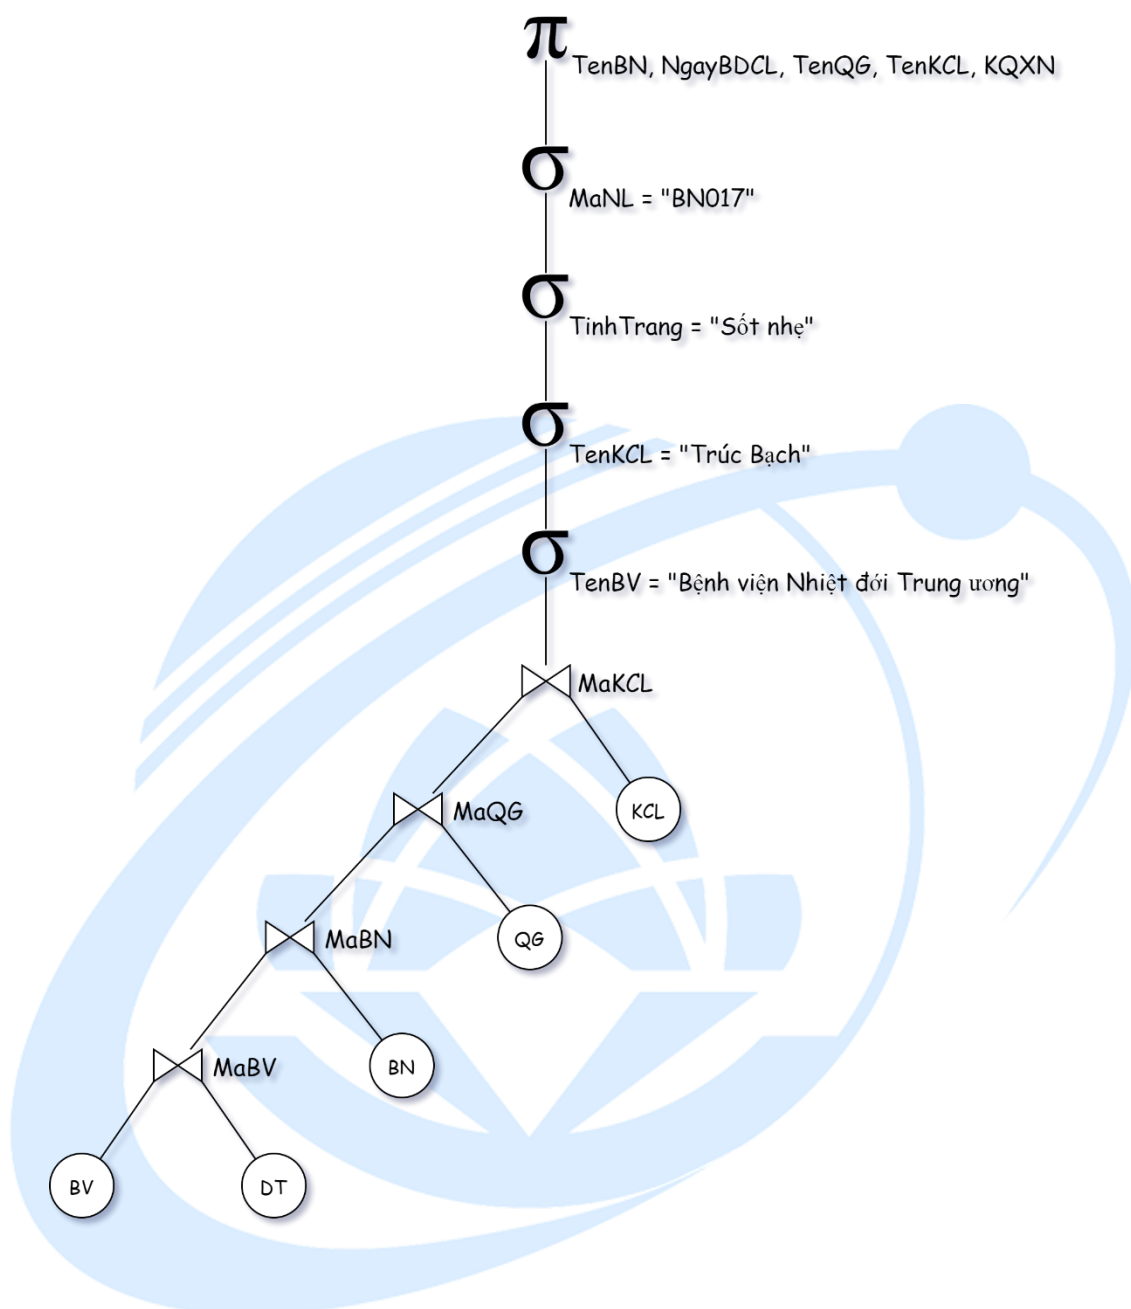 π
TenBN, NgayBDCL, TenQG, TenKCL, KQXN
σ
MaNL = "BN017"
σ
TinhTrang = "Sốt nhẹ"
σ
TenKCL = "Trúc Bạch"
σ
TenBV = "Bệnh viện Nhiệt đới Trung ương"
MaKCL
MaQG
KCL
MaBN
QG
MaBV
BN
BV
DT